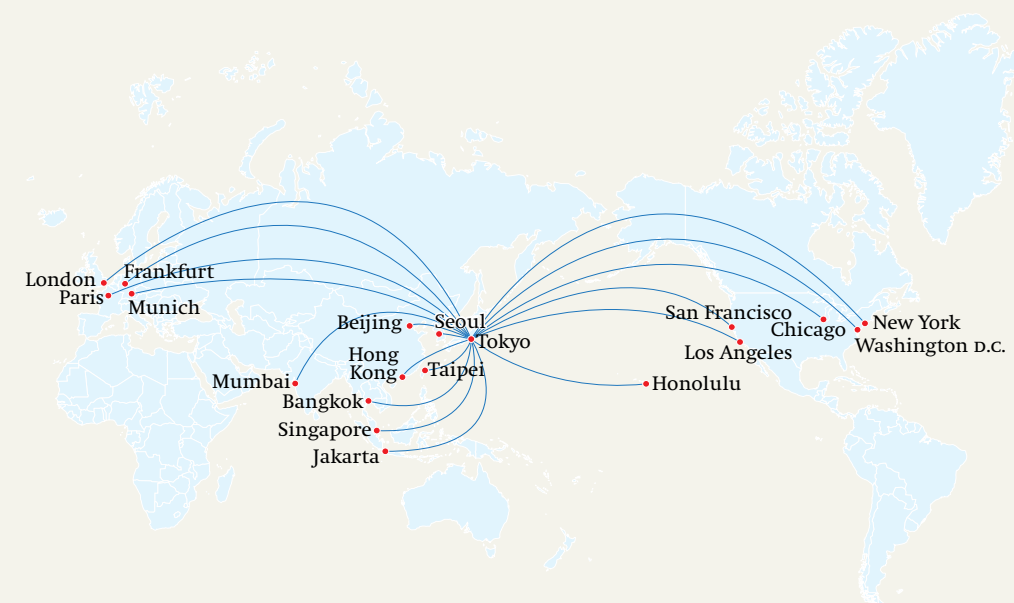 London
Frankfurt
Paris
Munich
Seoul
Beijing
Tokyo
Hong
Kong
Taipei
Mumbai
Bangkok
Singapore
Jakarta
San Francisco
Chicago
New York
Washington D.C.
Los Angeles
Honolulu